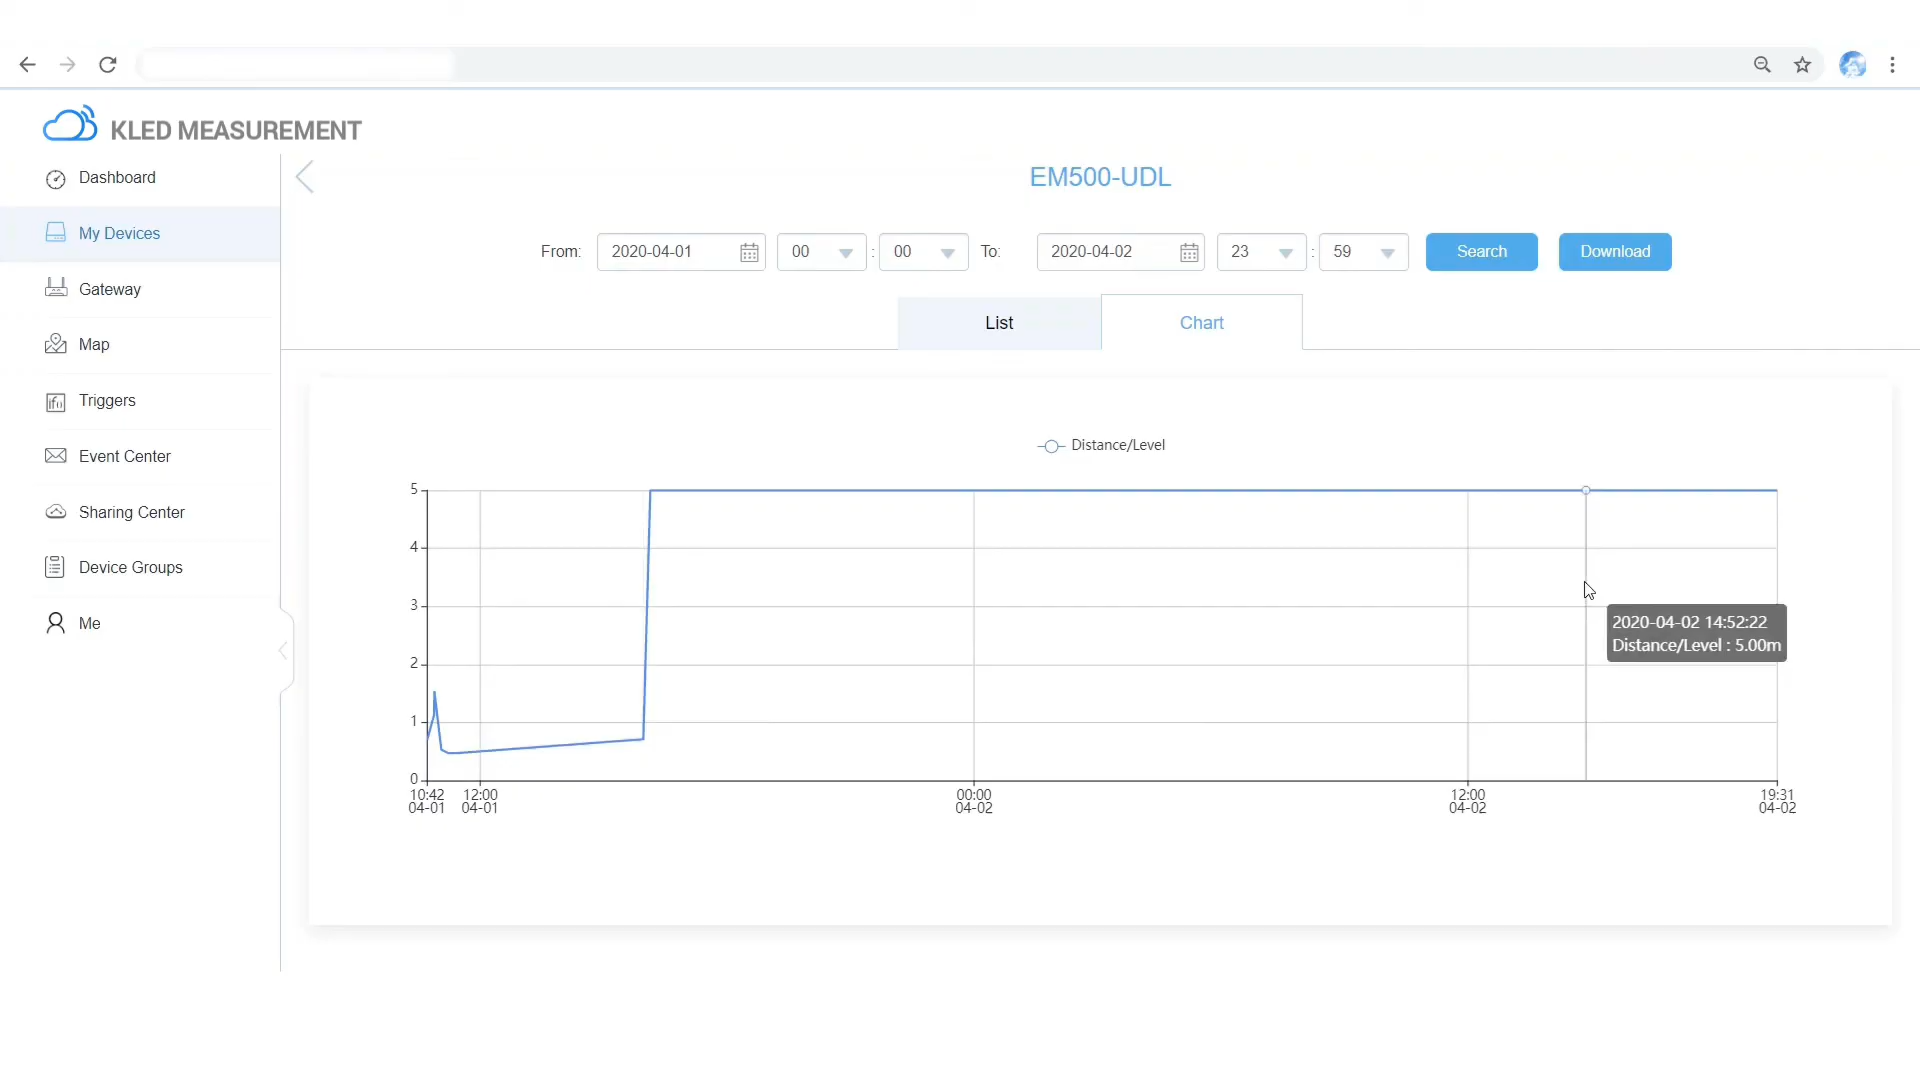 KLED MEASUREMENT
Dashboard
My Devices
Gateway
Map
Triggers
Event Center
Sharing Center
Device Groups
Me
EM500-UDL
From: 2020-04-01 00 : 00 To: 2020-04-02 23 : 59 Search Download
List Chart
Distance/Level
5
4
3
2
1
0
2020-04-02 14:52:22
Distance/Level : 5.00m
10:42 12:00 00:00 12:00 19:31
04-01 04-01 04-02 04-02 04-02